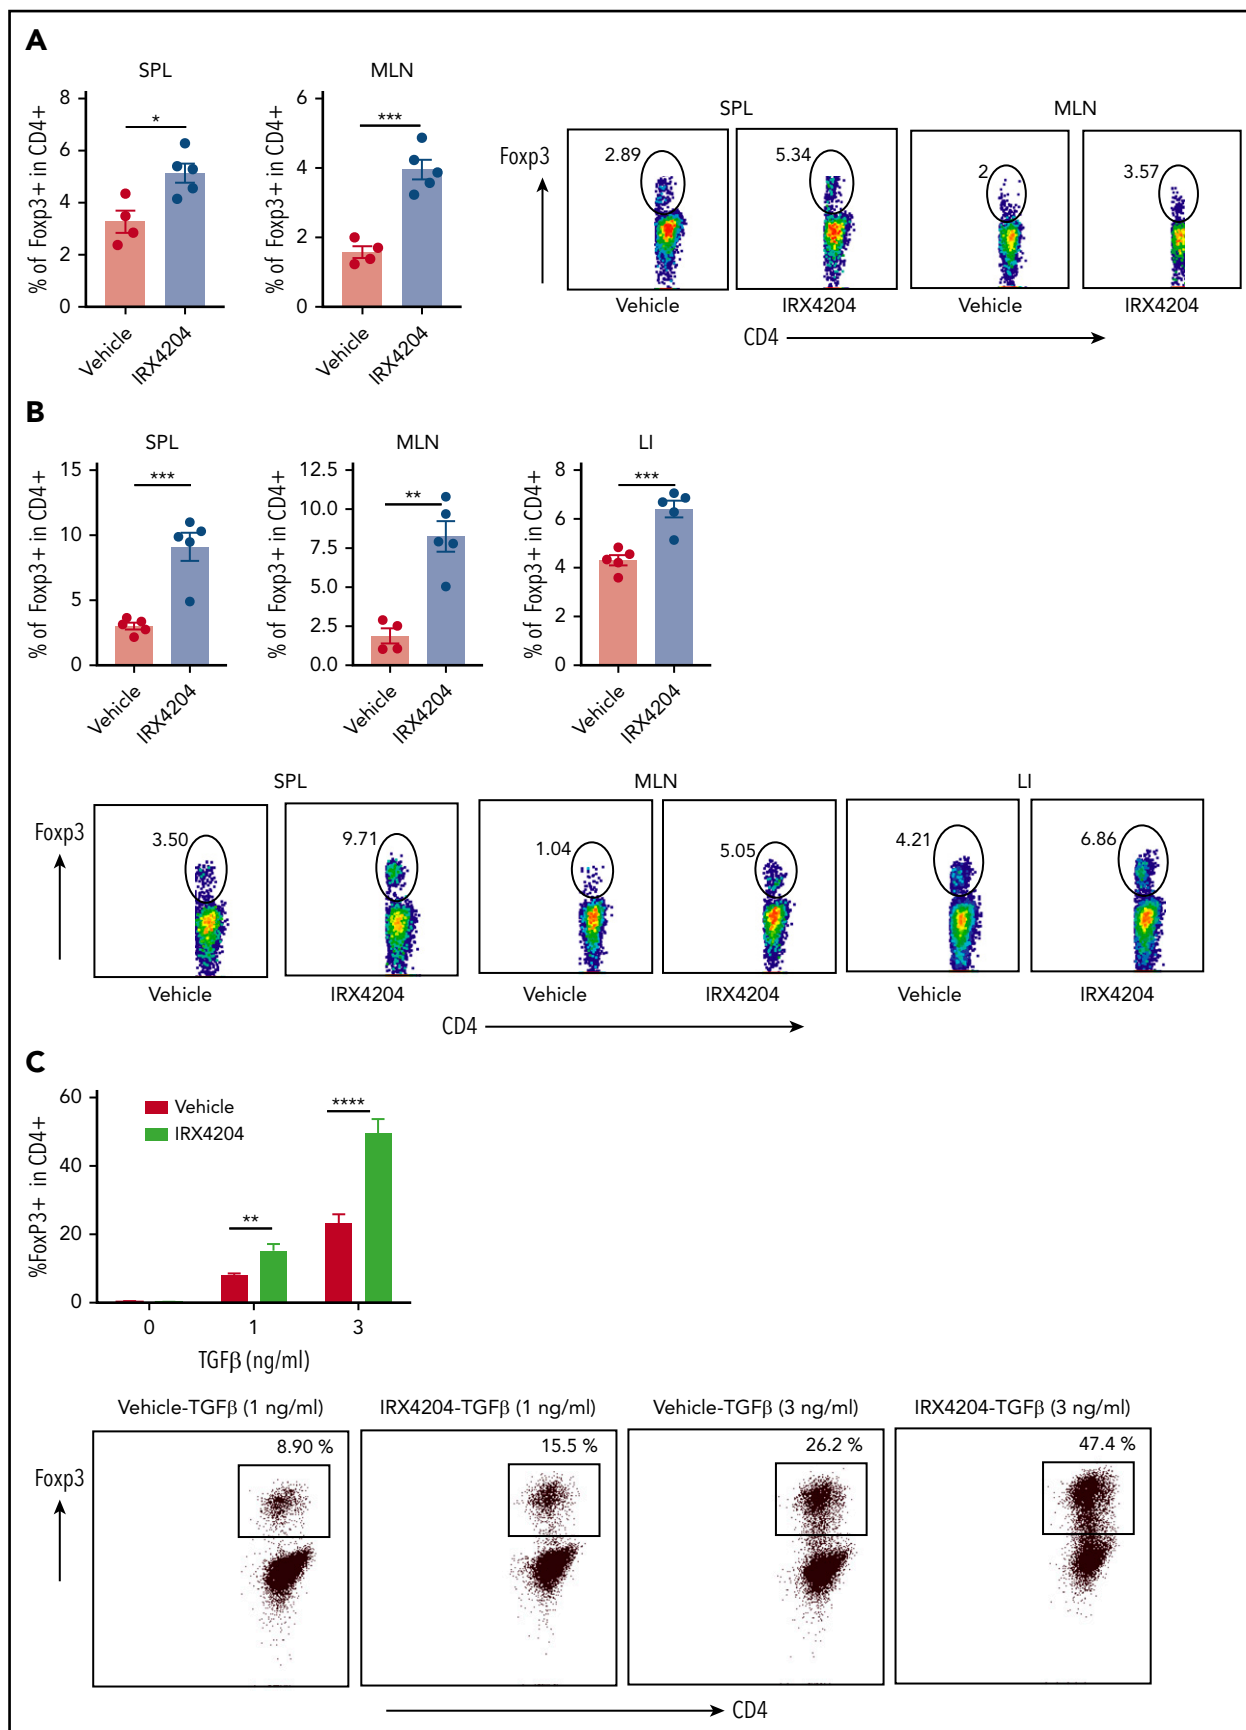 A
SPL
MLN
% of Foxp3+ in CD4+
8
6
4
2
0
*
Vehicle
IRX4204
% of Foxp3+ in CD4+
6
4
2
0
***
Vehicle
IRX4204
SPL
MLN
Foxp3
2.89
5.34
2
3.57
Vehicle
IRX4204
Vehicle
IRX4204
CD4
B
SPL
MLN
LI
% of Foxp3+ in CD4+
15
10
5
0
***
Vehicle
IRX4204
% of Foxp3+ in CD4+
12.5
10.0
7.5
5.0
2.5
0.0
**
Vehicle
IRX4204
% of Foxp3+ in CD4+
8
6
4
2
0
***
Vehicle
IRX4204
SPL
MLN
LI
Foxp3
3.50
9.71
1.04
5.05
4.21
6.86
Vehicle
IRX4204
Vehicle
IRX4204
Vehicle
IRX4204
CD4
C
%FoxP3+ in CD4+
60
40
20
0
Vehicle
IRX4204
**
****
0
1
3
TGFβ (ng/ml)
Vehicle-TGFβ (1 ng/ml)
IRX4204-TGFβ (1 ng/ml)
Vehicle-TGFβ (3 ng/ml)
IRX4204-TGFβ (3 ng/ml)
Foxp3
8.90 %
15.5 %
26.2 %
47.4 %
CD4